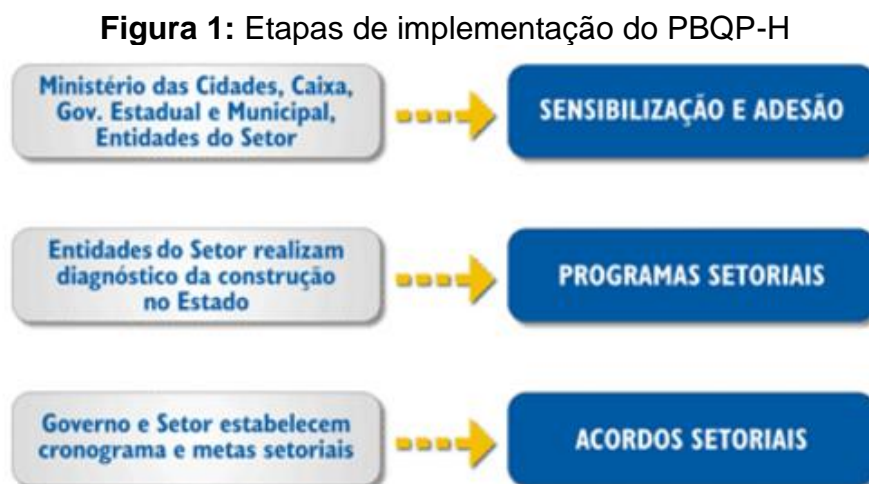 Figura 1: Etapas de implementação do PBQP-H
Ministério das Cidades, Caixa,
Gov. Estadual e Municipal,
Entidades do Setor
SENSIBILIZAÇÃO E ADESÃO
Entidades do Setor realizam
diagnóstico da construção
no Estado
PROGRAMAS SETORIAIS
Governo e Setor estabelecem
cronograma e metas setoriais
ACORDOS SETORIAIS